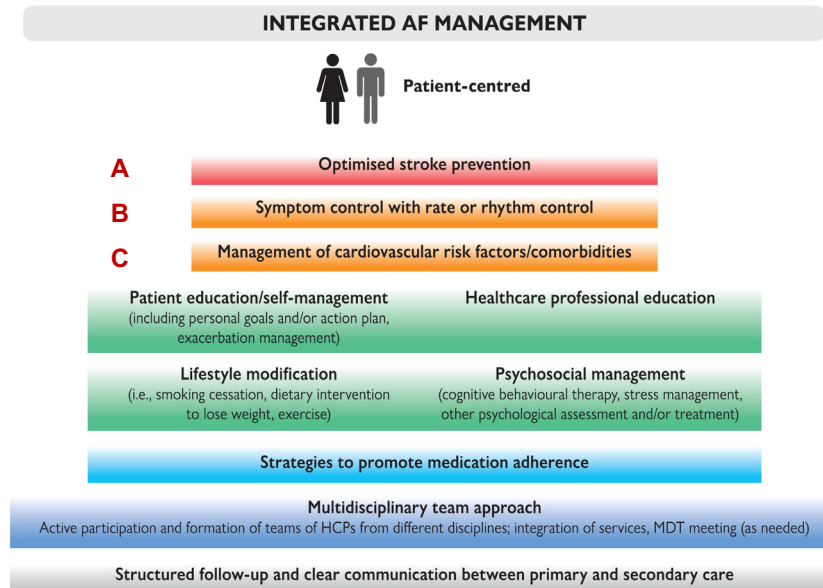 INTEGRATED AF MANAGEMENT
Patient-centred
A
Optimised stroke prevention
B
Symptom control with rate or rhythm control
C
Management of cardiovascular risk factors/comorbidities
Patient education/self-management
(including personal goals and/or action plan,
exacerbation management)
Healthcare professional education
Lifestyle modification
(i.e., smoking cessation, dietary intervention
to lose weight, exercise)
Psychosocial management
(cognitive behavioural therapy, stress management,
other psychological assessment and/or treatment)
Strategies to promote medication adherence
Multidisciplinary team approach
Active participation and formation of teams of HCPs from different disciplines; integration of services, MDT meeting (as needed)
Structured follow-up and clear communication between primary and secondary care